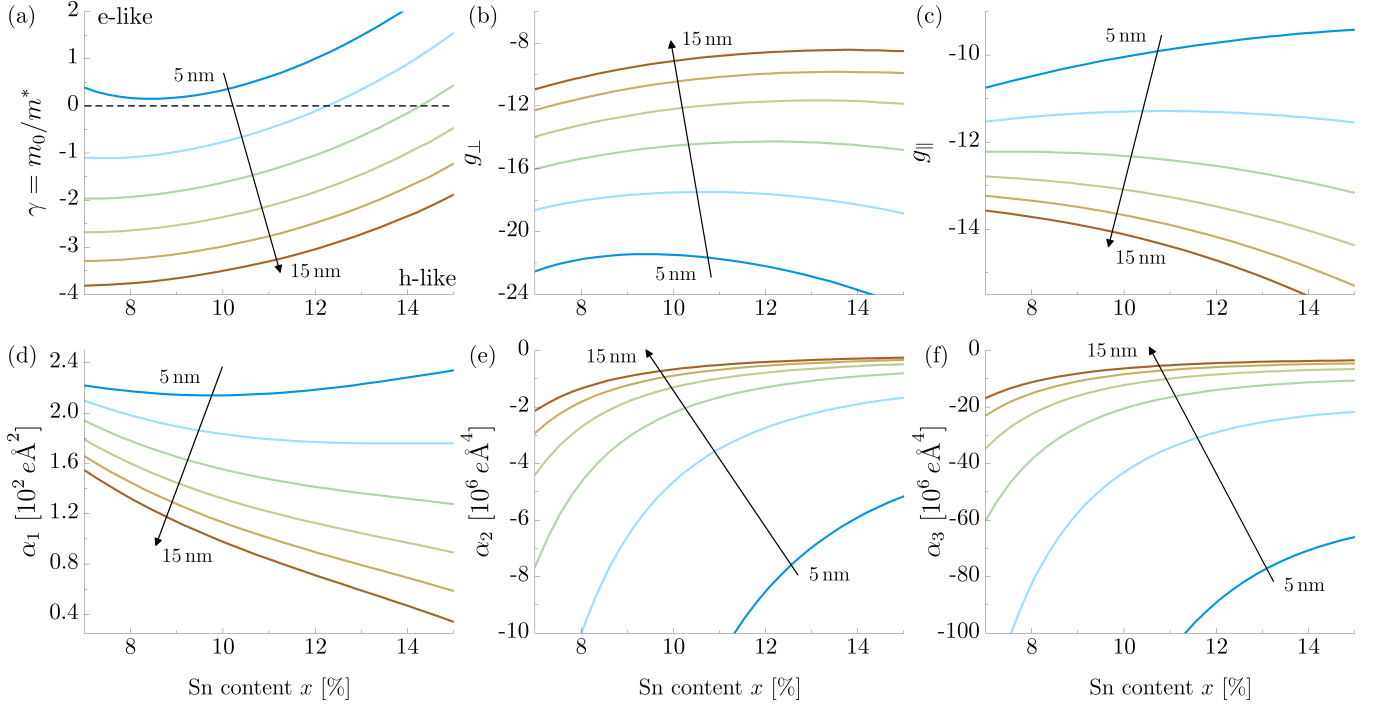 (a)
e-like
5 nm
15 nm
h-like
γ = m₀/m*
2
1
0
-1
-2
-3
-4
8
10
12
14
(b)
15 nm
5 nm
g⊥
-8
-12
-16
-20
-24
8
10
12
14
(c)
5 nm
15 nm
g∥
-10
-12
-14
8
10
12
14
(d)
5 nm
15 nm
α₁ [10² eÅ²]
2.4
2.0
1.6
1.2
0.8
0.4
8
10
12
14
Sn content x [%]
(e)
15 nm
5 nm
α₂ [10⁶ eÅ⁴]
0
-2
-4
-6
-8
-10
8
10
12
14
Sn content x [%]
(f)
15 nm
5 nm
α₃ [10⁶ eÅ⁴]
0
-20
-40
-60
-80
-100
8
10
12
14
Sn content x [%]